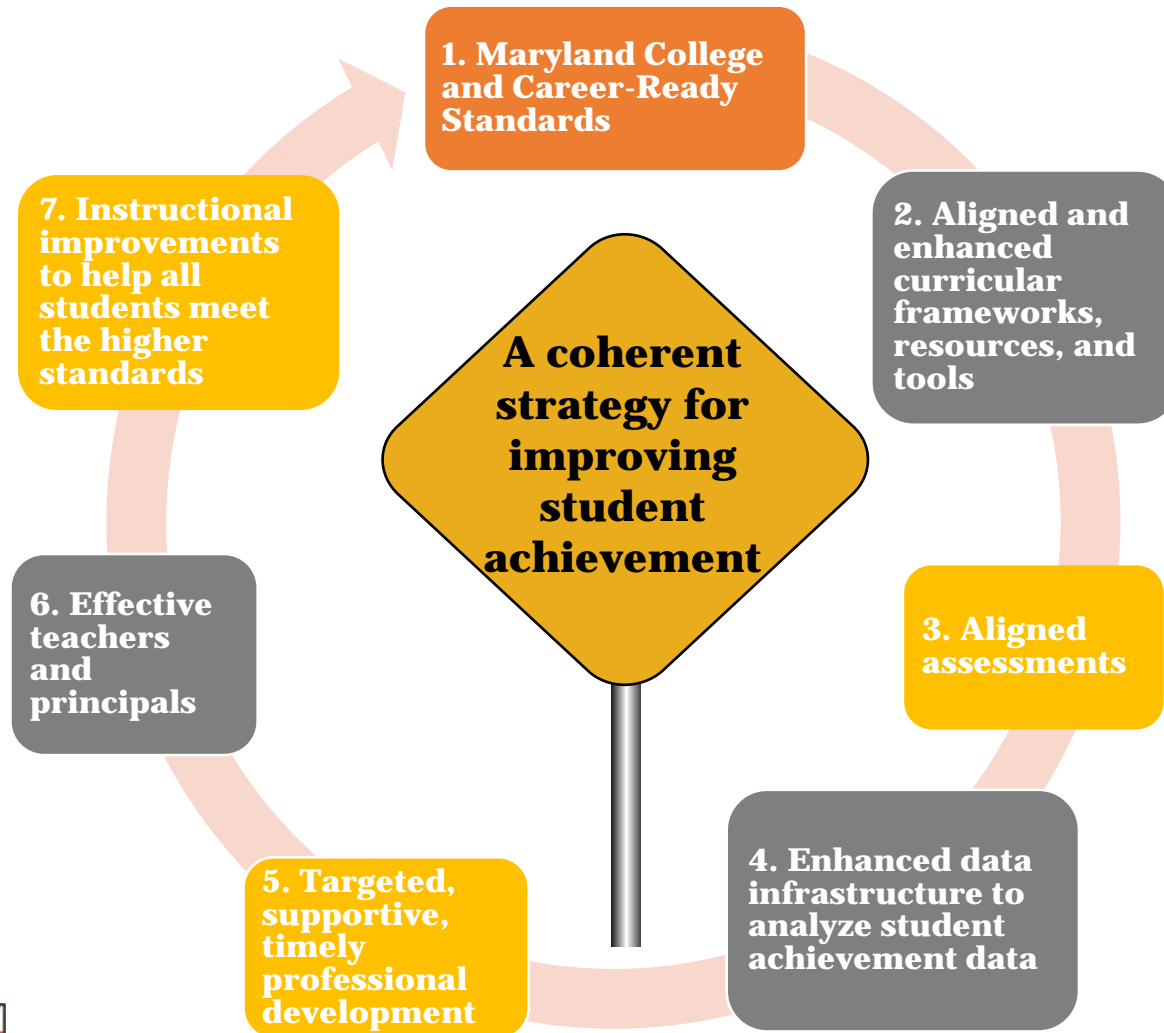 1. Maryland College
and Career-Ready
Standards
2. Aligned and
enhanced
curricular
frameworks,
resources, and
tools
3. Aligned
assessments
4. Enhanced data
infrastructure to
analyze student
achievement data
5. Targeted,
supportive,
timely
professional
development
6. Effective
teachers
and
principals
7. Instructional
improvements
to help all
students meet
the higher
standards
A coherent
strategy for
improving
student
achievement